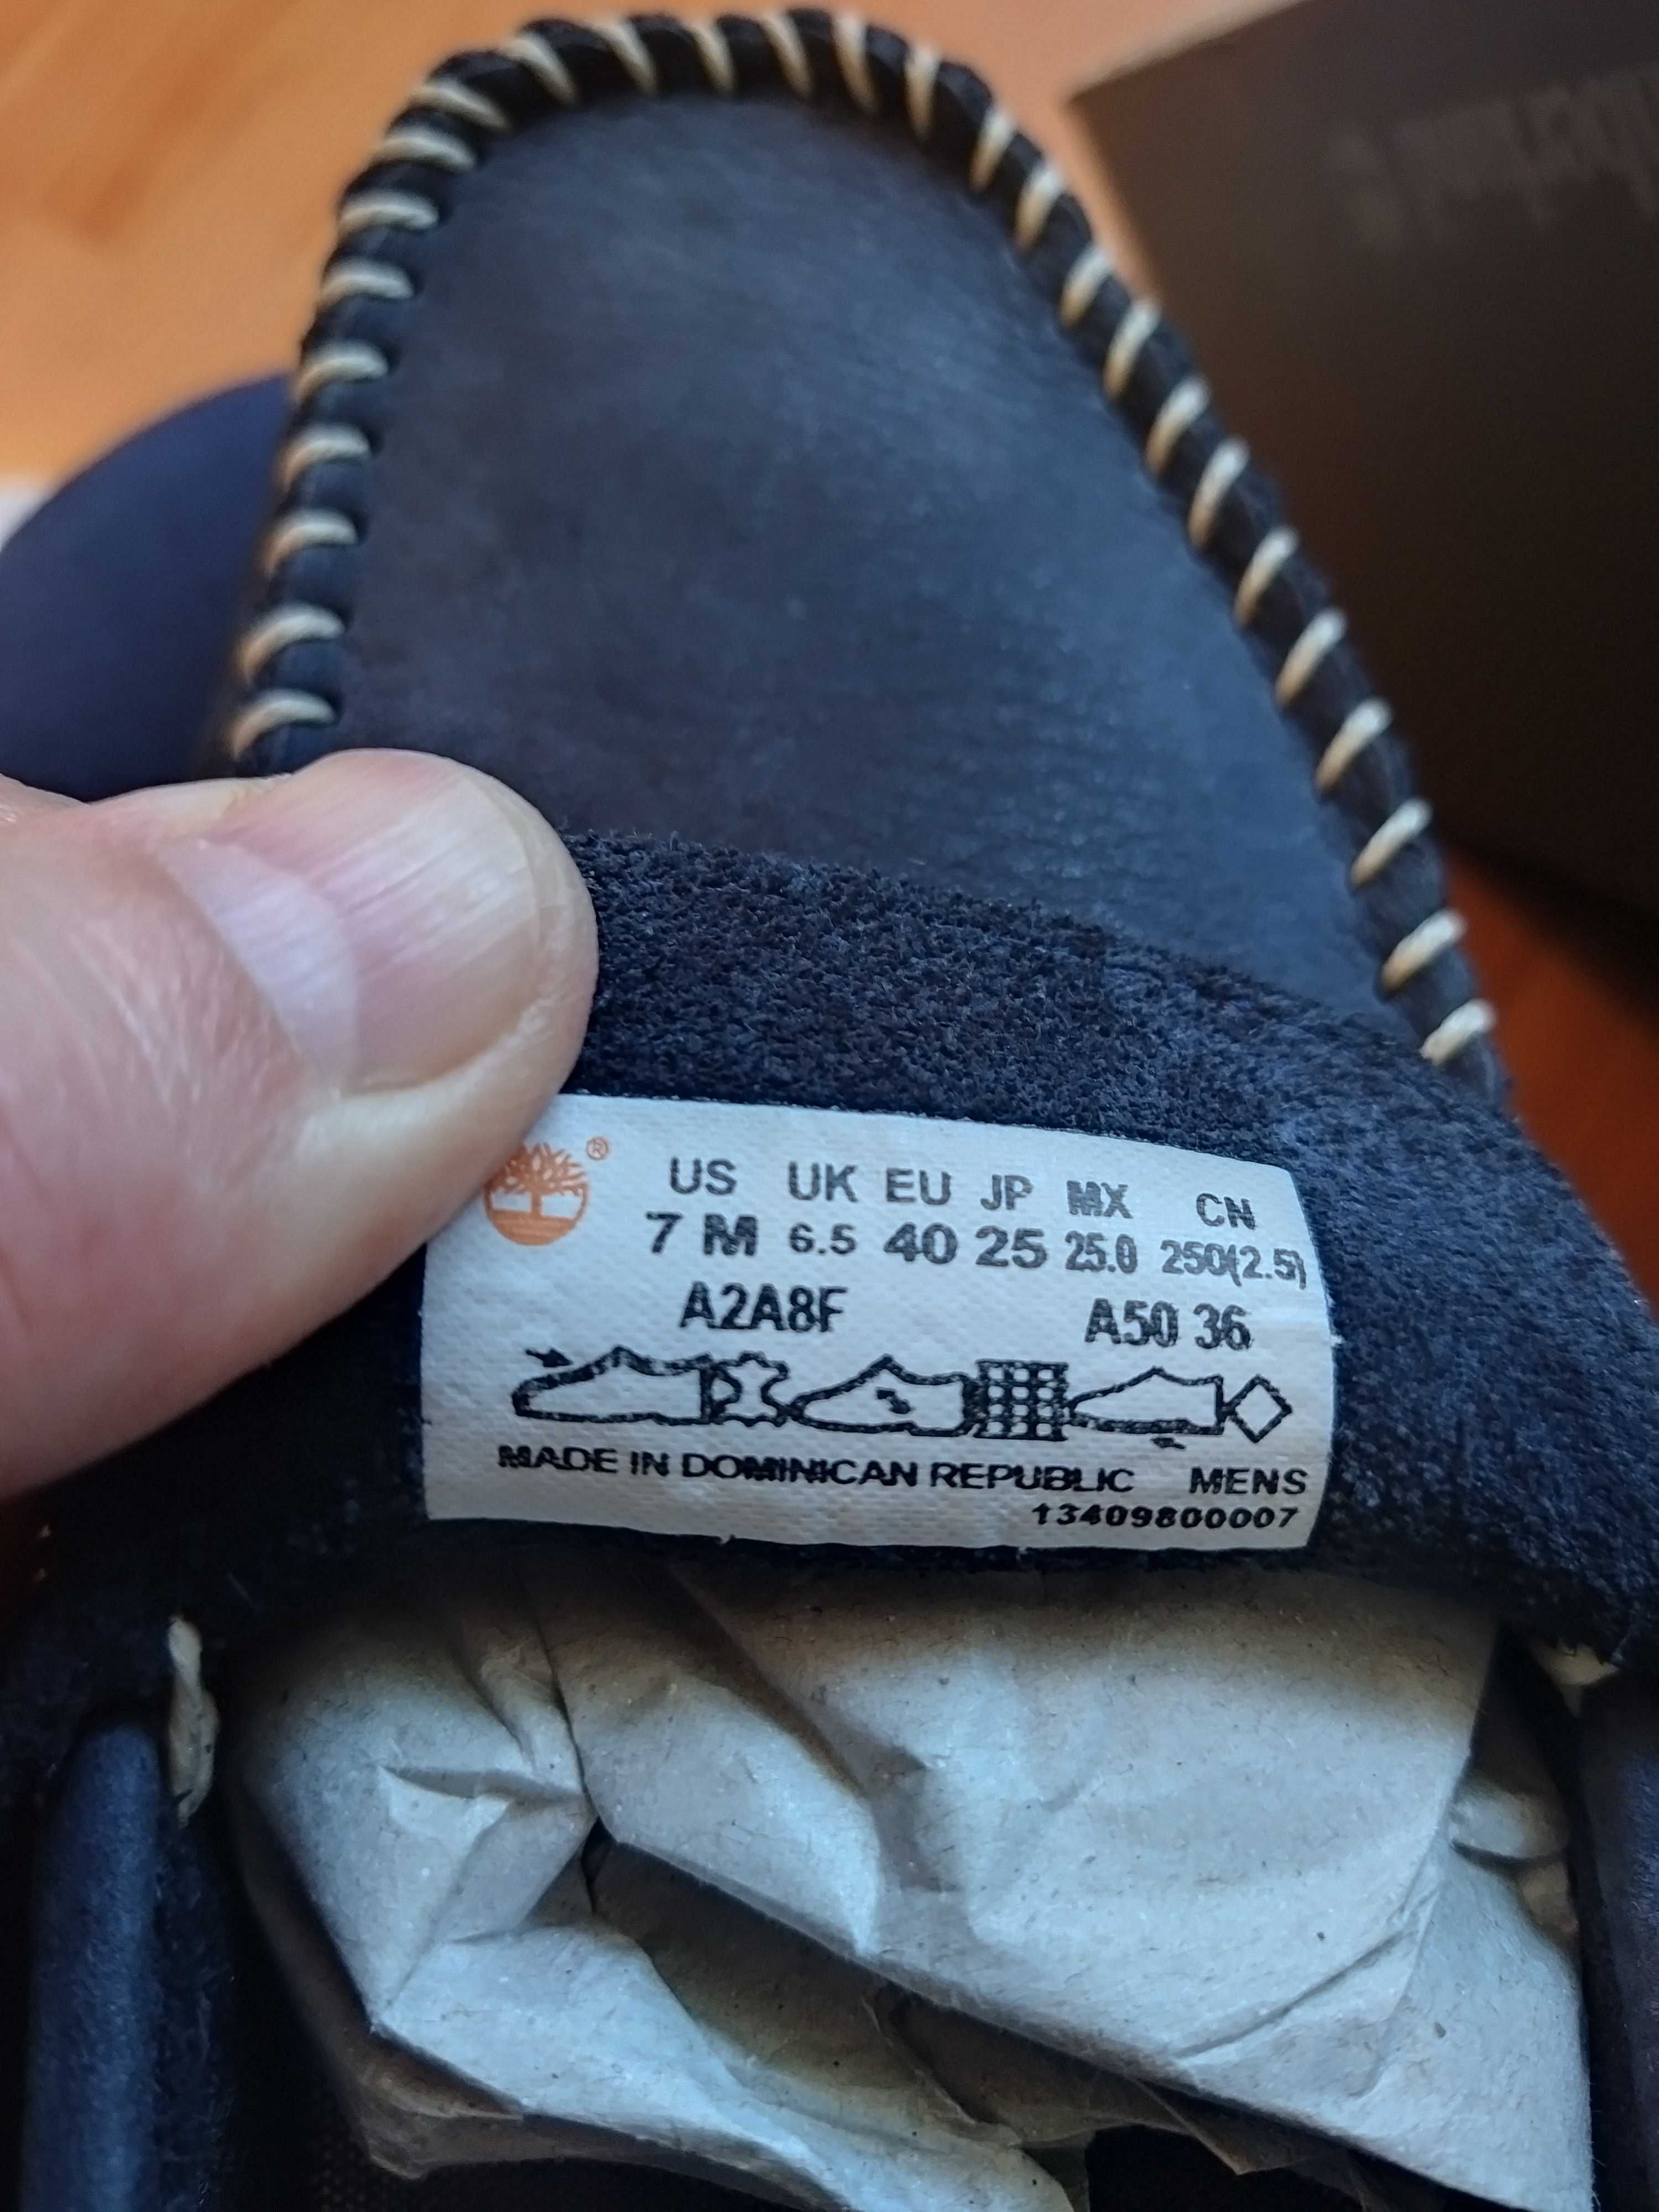 ®
US UK EU JP MX CN
7 M 6.5 40 25 25.0 250(2.5)
A2A8F A50 36
MADE IN DOMINICAN REPUBLIC MENS
13409800007